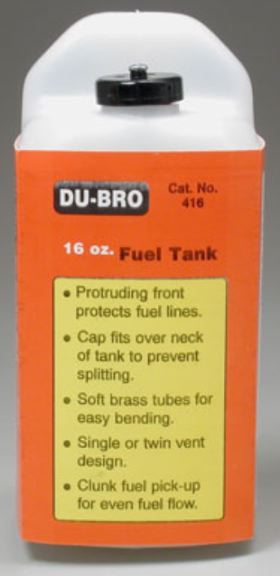 DU-BRO
Cat. No.
416
16 oz. Fuel Tank
• Protruding front
protects fuel lines.
• Cap fits over neck
of tank to prevent
splitting.
• Soft brass tubes for
easy bending.
• Single or twin vent
design.
• Clunk fuel pick-up
for even fuel flow.